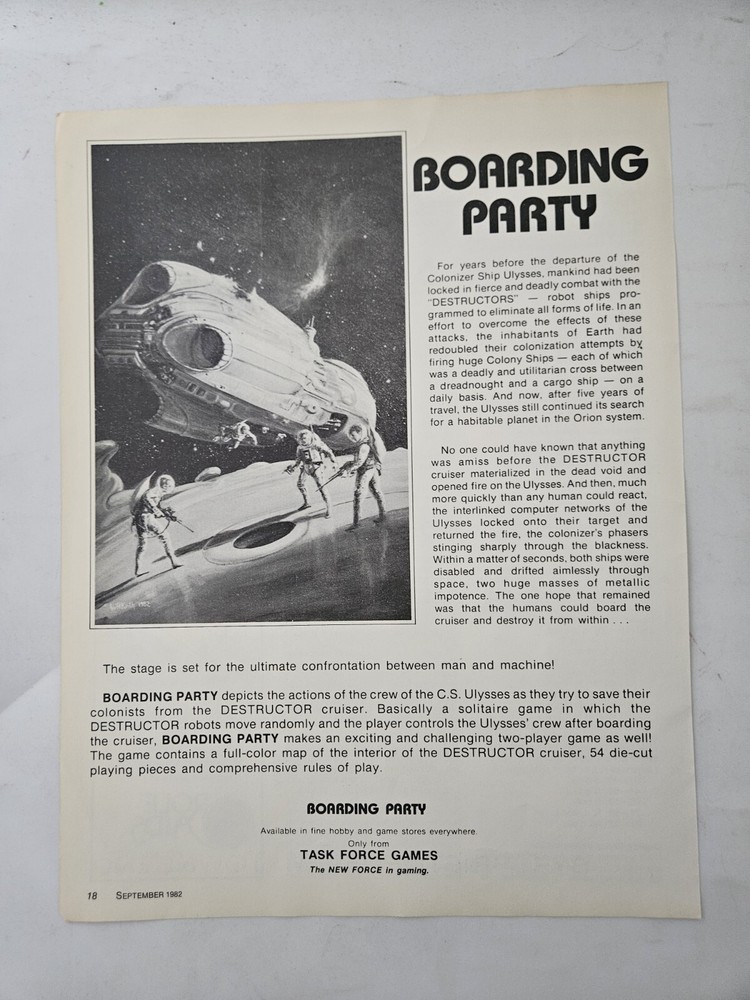 BOARDING
PARTY
For years before the departure of the
Colonizer Ship Ulysses, mankind had been
locked in fierce and deadly combat with the
"DESTRUCTORS" — robot ships pro-
grammed to eliminate all forms of life. In an
effort to overcome the effects of these
attacks, the inhabitants of Earth had
redoubled their colonization attempts by
firing huge Colony Ships — each of which
was a deadly and utilitarian cross between
a dreadnought and a cargo ship — on a
daily basis. And now, after five years of
travel, the Ulysses still continued its search
for a habitable planet in the Orion system.
No one could have known that anything
was amiss before the DESTRUCTOR
cruiser materialized in the dead void and
opened fire on the Ulysses. And then, much
more quickly than any human could react,
the interlinked computer networks of the
Ulysses locked onto their target and
returned the fire, the colonizer's phasers
stinging sharply through the blackness.
Within a matter of seconds, both ships were
disabled and drifted aimlessly through
space, two huge masses of metallic
impotence. The one hope that remained
was that the humans could board the
cruiser and destroy it from within . . .
The stage is set for the ultimate confrontation between man and machine!
BOARDING PARTY depicts the actions of the crew of the C.S. Ulysses as they try to save their
colonists from the DESTRUCTOR cruiser. Basically a solitaire game in which the
DESTRUCTOR robots move randomly and the player controls the Ulysses' crew after boarding
the cruiser, BOARDING PARTY makes an exciting and challenging two-player game as well!
The game contains a full-color map of the interior of the DESTRUCTOR cruiser, 54 die-cut
playing pieces and comprehensive rules of play.
BOARDING PARTY
Available in fine hobby and game stores everywhere.
Only from
TASK FORCE GAMES
The NEW FORCE in gaming.
18 SEPTEMBER 1982